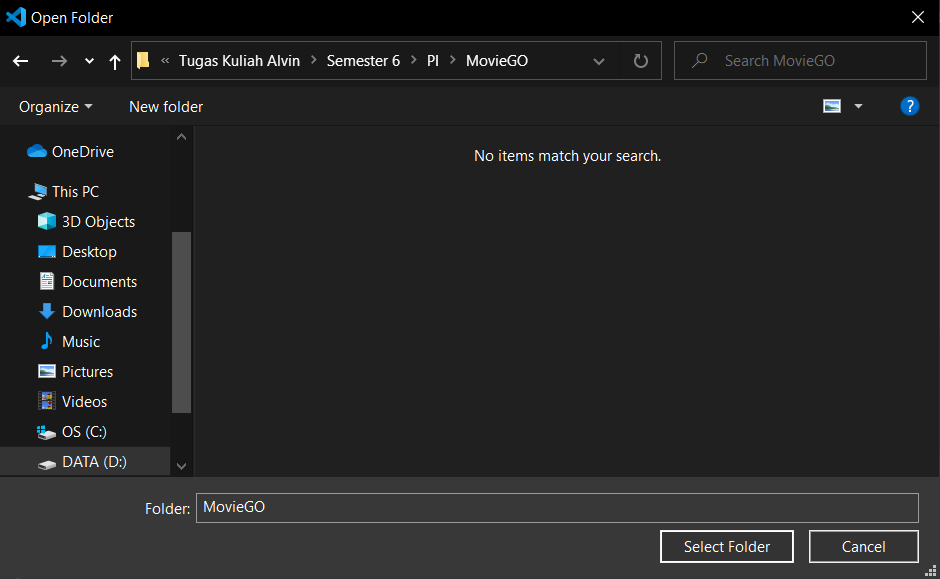 Open Folder
« Tugas Kuliah Alvin > Semester 6 > PI > MovieGO
Search MovieGO
Organize
New folder
?
OneDrive
This PC
3D Objects
Desktop
Documents
Downloads
Music
Pictures
Videos
OS (C:)
DATA (D:)
No items match your search.
Folder: MovieGO
Select Folder
Cancel